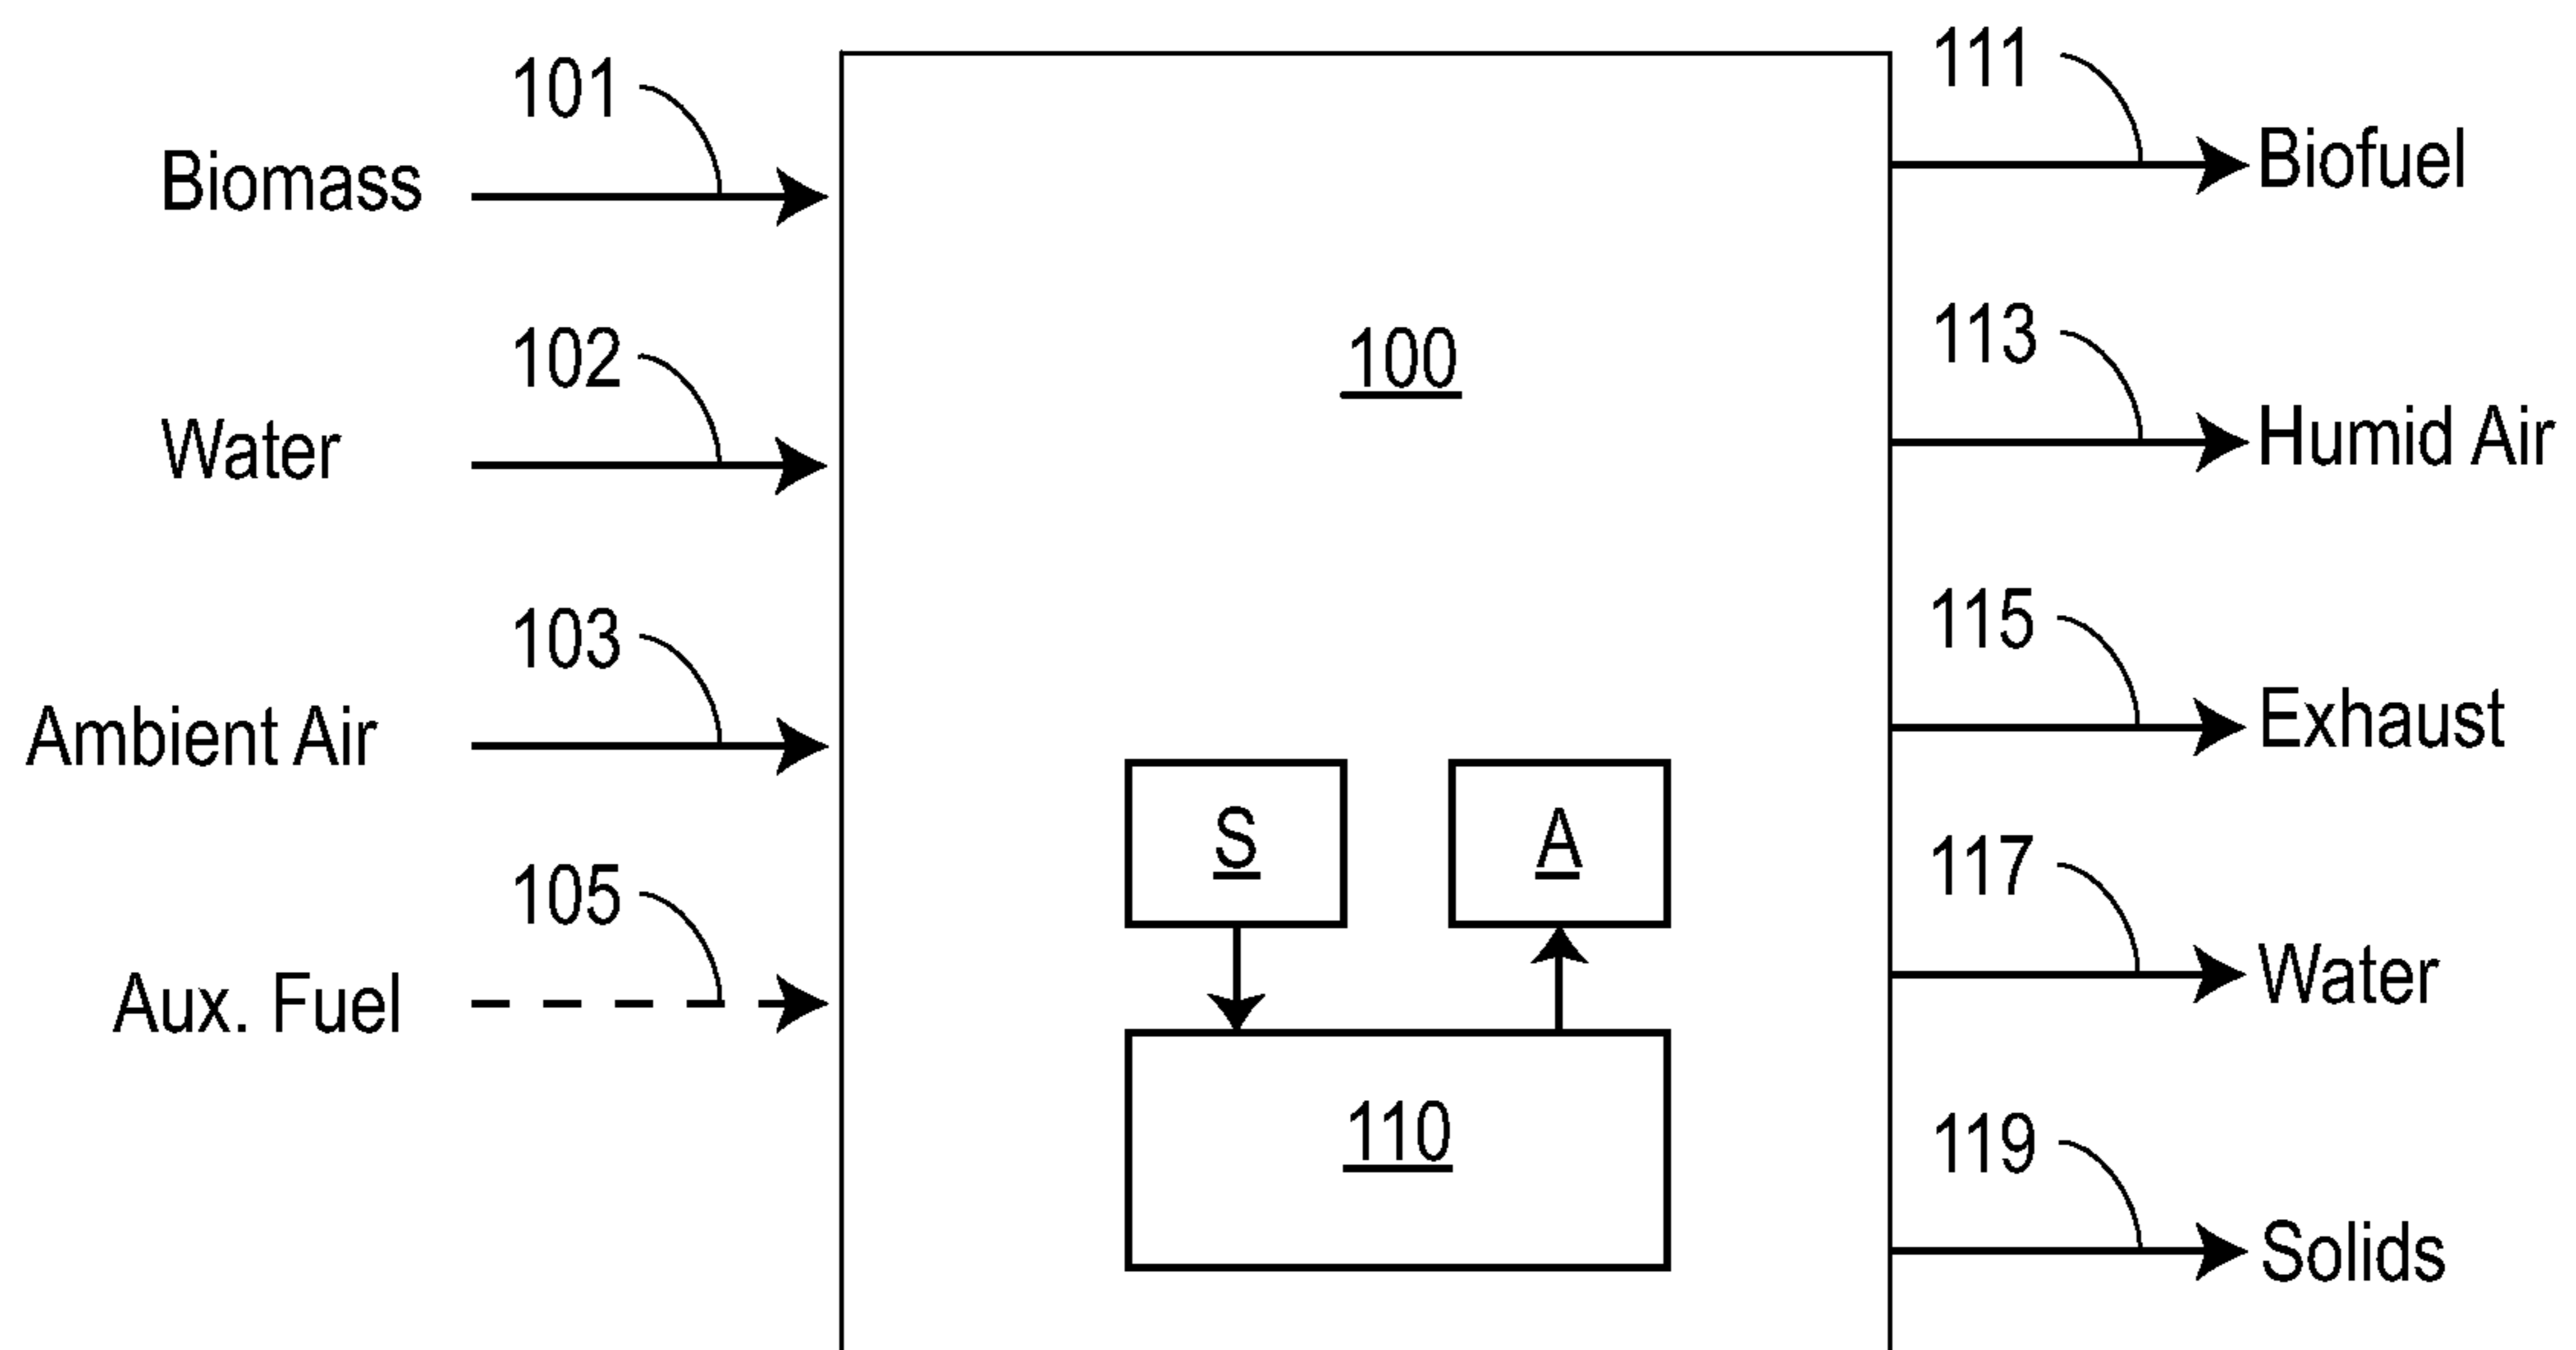 101
Biomass
102
Water
103
Ambient Air
105
Aux. Fuel
100
S
A
110
111
Biofuel
113
Humid Air
115
Exhaust
117
Water
119
Solids